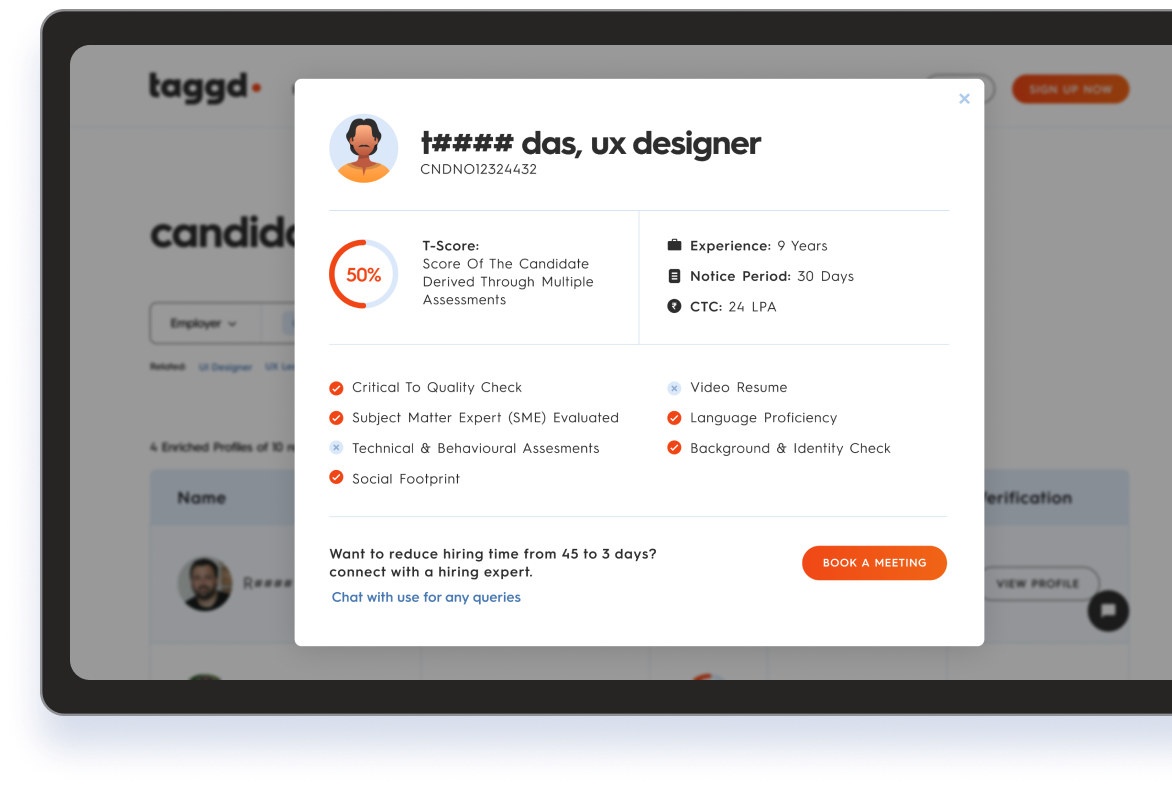 taggd
SIGN UP NOW
t#### das, ux designer
CNDNO12324432
50%
T-Score:
Score Of The Candidate
Derived Through Multiple
Assessments
Experience: 9 Years
Notice Period: 30 Days
CTC: 24 LPA
Employer
Related: UI Designer UX
Critical To Quality Check
Subject Matter Expert (SME) Evaluated
Technical & Behavioural Assesments
Social Footprint
Video Resume
Language Proficiency
Background & Identity Check
4 Enriched Profiles of 10
Name
R####
VIEW PROFILE
Want to reduce hiring time from 45 to 3 days?
connect with a hiring expert.
Chat with use for any queries
BOOK A MEETING